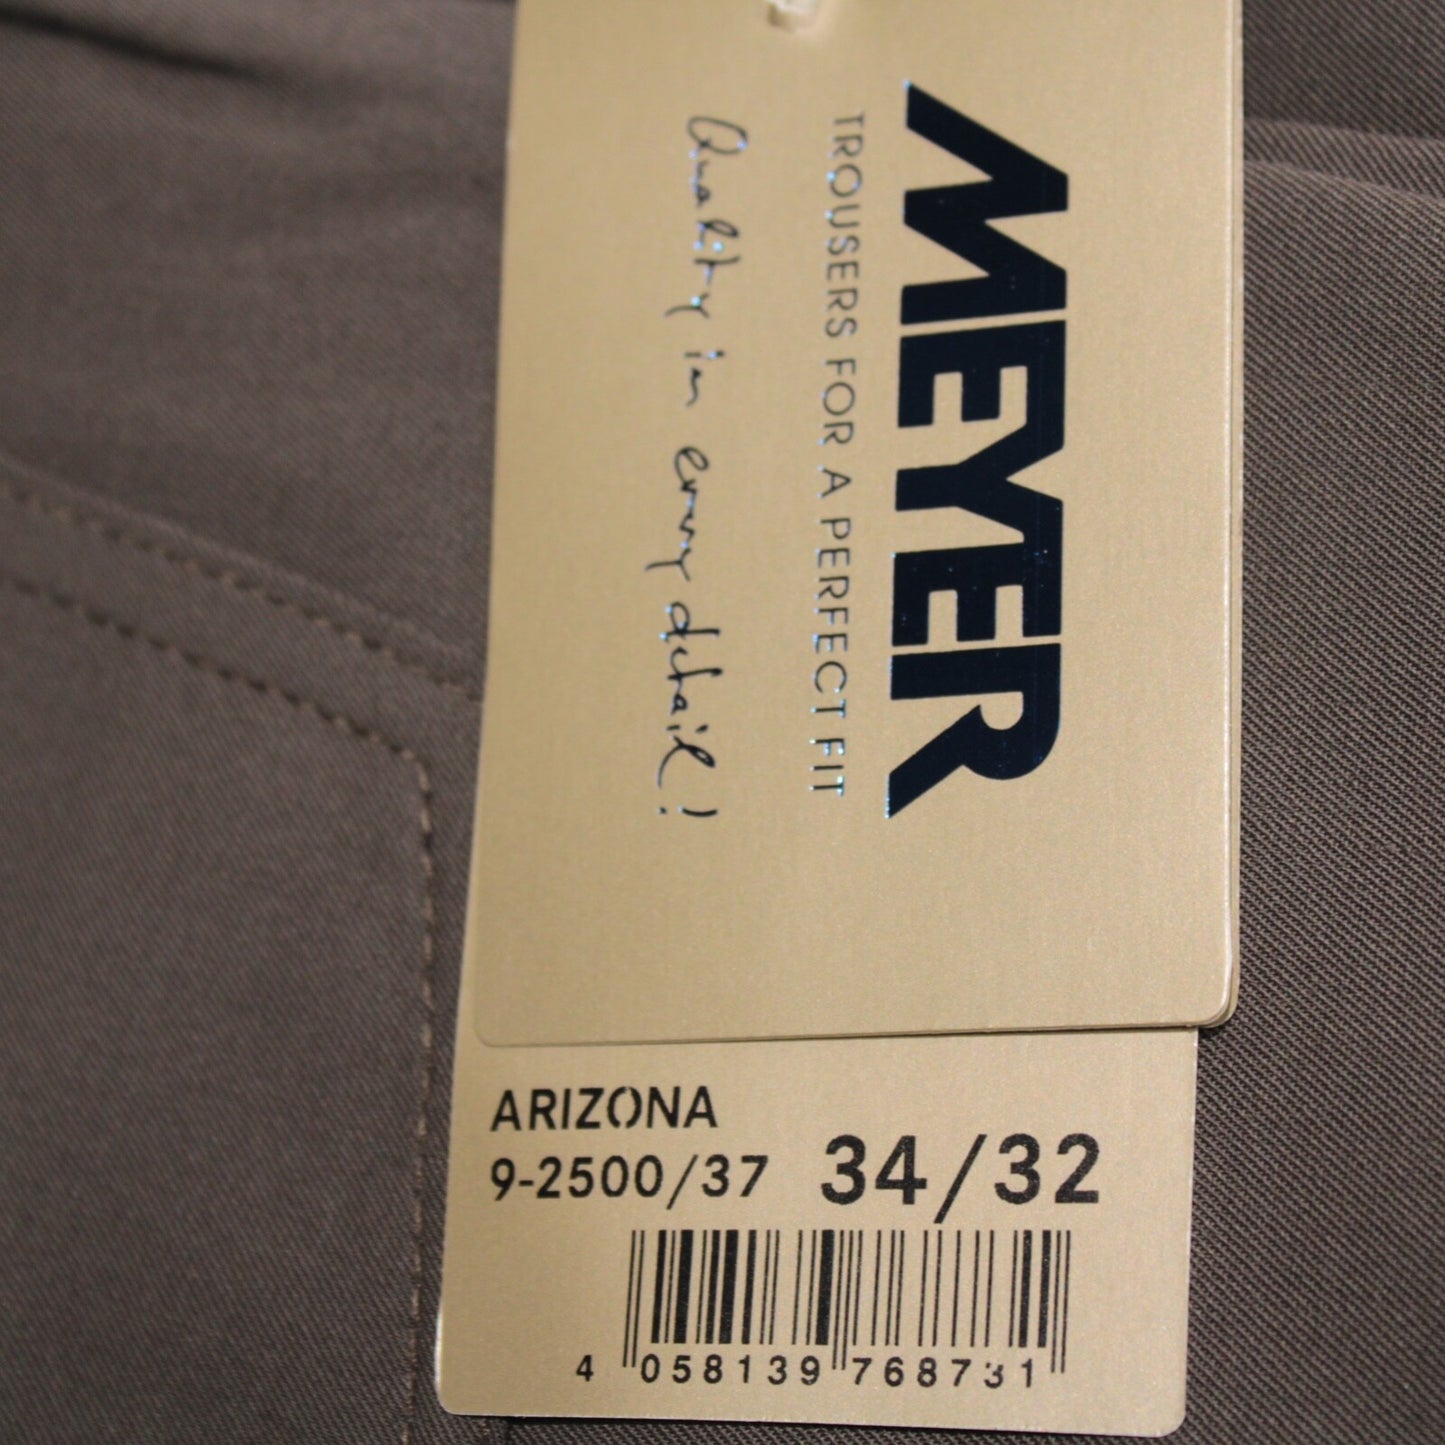 MEYER
TROUSERS FOR A PERFECT FIT
Quality in every detail!
ARIZONA
9-2500/37 34/32
4 058139 768731